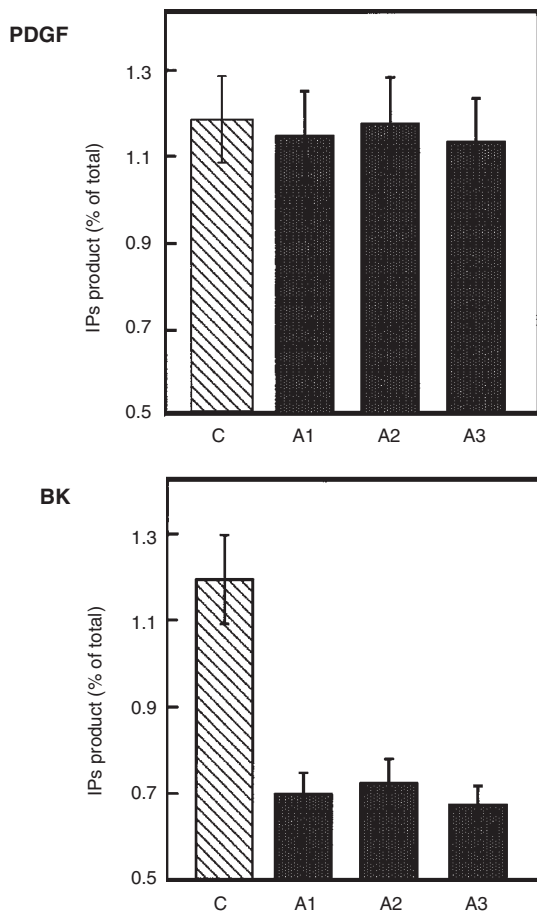 PDGF
IPs product (% of total)
1.3
1.1
0.9
0.7
0.5
C A1 A2 A3
BK
IPs product (% of total)
1.3
1.1
0.9
0.7
0.5
C A1 A2 A3